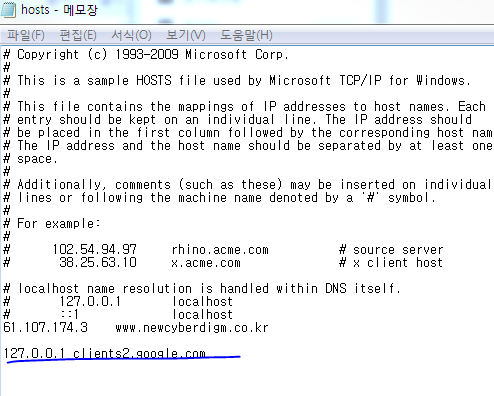 hosts - 메모장
파일(F) 편집(E) 서식(O) 보기(V) 도움말(H)
# Copyright (c) 1993-2009 Microsoft Corp.
#
# This is a sample HOSTS file used by Microsoft TCP/IP for Windows.
#
# This file contains the mappings of IP addresses to host names. Each
# entry should be kept on an individual line. The IP address should
# be placed in the first column followed by the corresponding host nam
# The IP address and the host name should be separated by at least one
# space.
#
# Additionally, comments (such as these) may be inserted on individual
# lines or following the machine name denoted by a '#' symbol.
#
# For example:
#
# 102.54.94.97 rhino.acme.com # source server
# 38.25.63.10 x.acme.com # x client host
# localhost name resolution is handled within DNS itself.
# 127.0.0.1 localhost
# ::1 localhost
61.107.174.3 www.newcyberdigm.co.kr
127.0.0.1 clients2.google.com